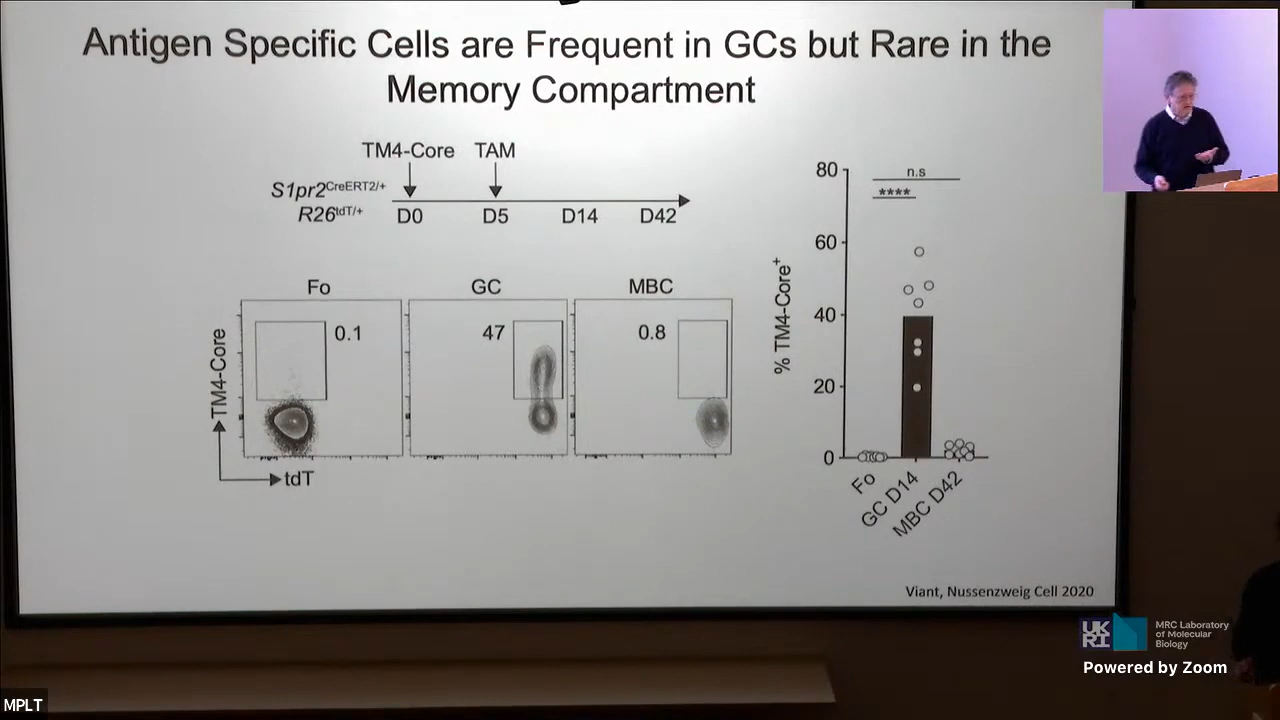 Antigen Specific Cells are Frequent in GCs but Rare in the
Memory Compartment
TM4-Core TAM
S1pr2CreERT2/+
R26tdT/+
D0 D5 D14 D42
Fo GC MBC
0.1 47 0.8
TM4-Core
tdT
80
60
40
20
0
% TM4-Core+
n.s
****
Fo
GC D14
MBC D42
Viant, Nussenzweig Cell 2020
UK
RI
MRC Laboratory
of Molecular
Biology
Powered by Zoom
MPLT